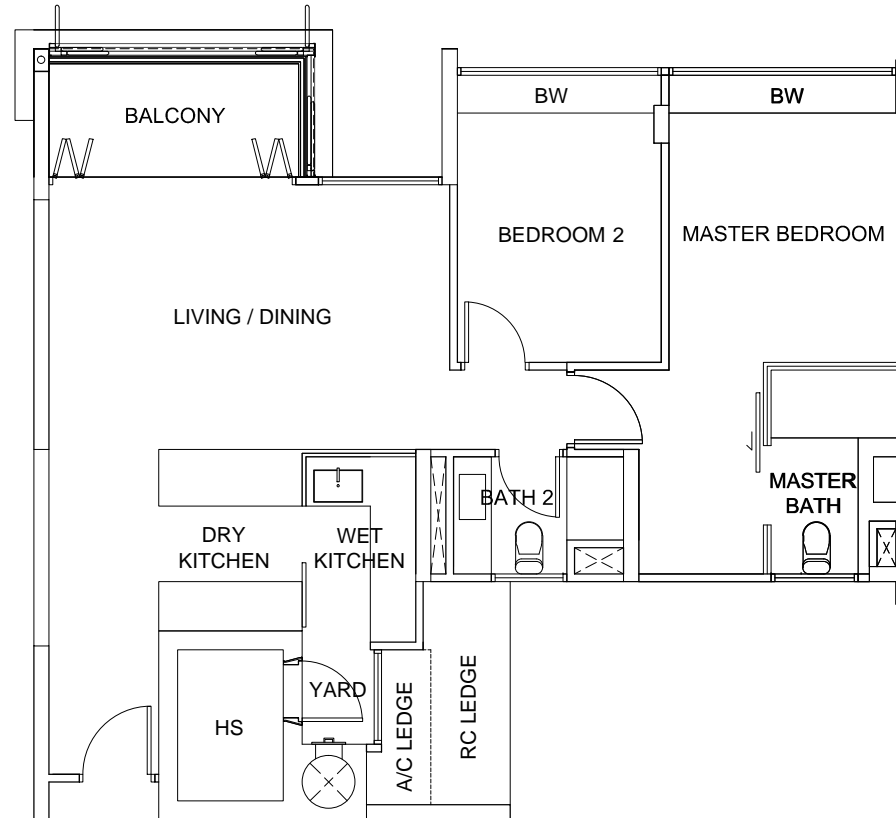 BW
BW
BALCONY
BEDROOM 2
MASTER BEDROOM
LIVING / DINING
MASTER
BATH
BATH 2
DRY
KITCHEN
WET
KITCHEN
YARD
HS
A/C LEDGE
RC LEDGE